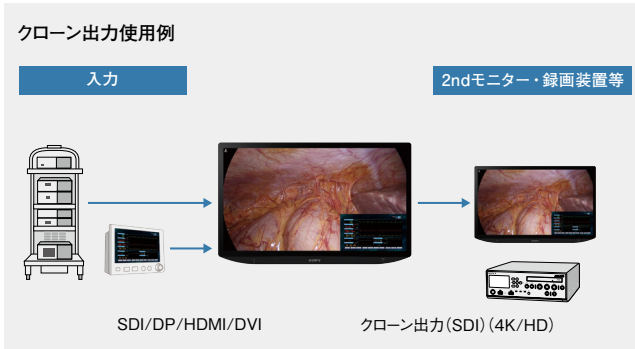 クローン出力使用例
入力
2ndモニター・録画装置等
SONY
SDI/DP/HDMI/DVI
クローン出力(SDI)(4K/HD)